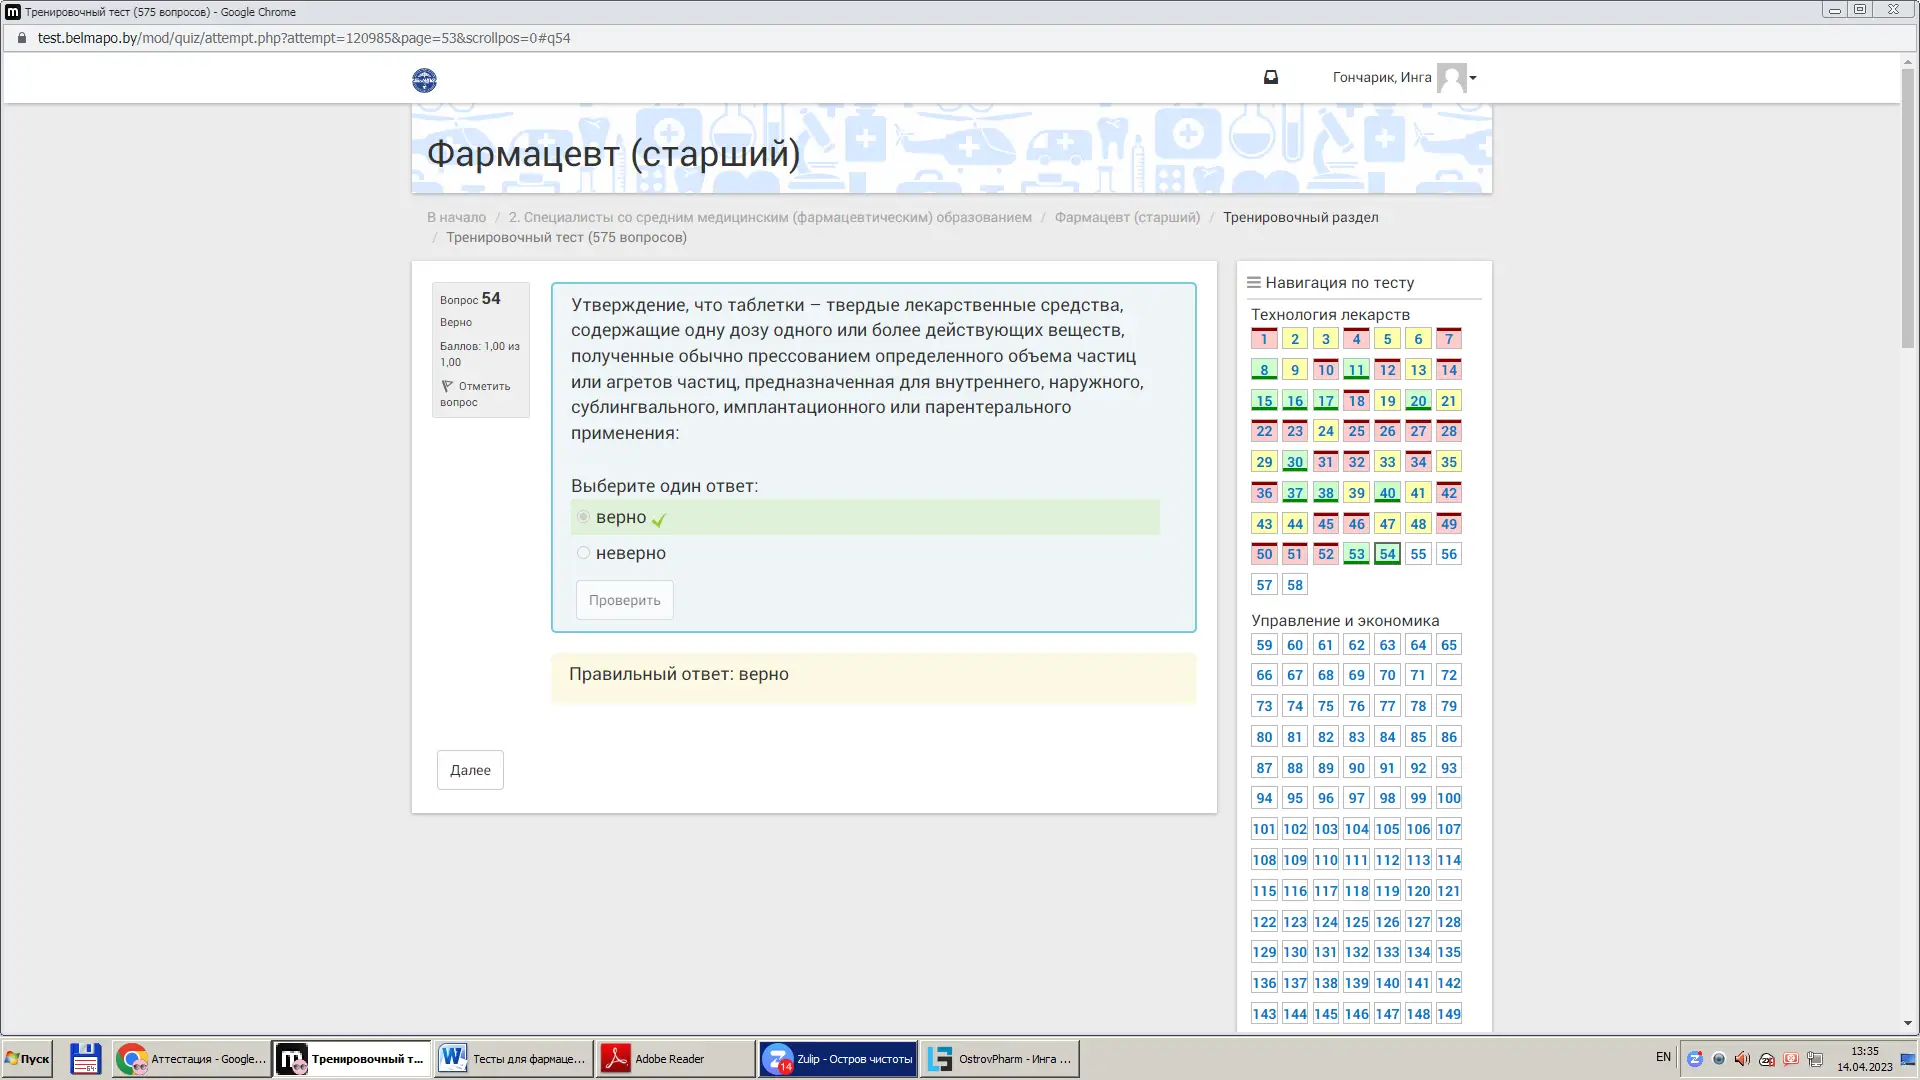 Тренировочный тест (575 вопросов) - Google Chrome
test.belmapo.by/mod/quiz/attempt.php?attempt=120985&page=53&scrollpos=0#q54
Гончарик, Инга
Фармацевт (старший)
В начало / 2. Специалисты со средним медицинским (фармацевтическим) образованием / Фармацевт (старший) / Тренировочный раздел
/ Тренировочный тест (575 вопросов)
Вопрос 54
Верно
Баллов: 1,00 из
1,00
Отметить
вопрос
Утверждение, что таблетки – твердые лекарственные средства,
содержащие одну дозу одного или более действующих веществ,
полученные обычно прессованием определенного объема частиц
или агретов частиц, предназначенная для внутреннего, наружного,
сублингвального, имплантационного или парентерального
применения:
Выберите один ответ:
верно
неверно
Проверить
Правильный ответ: верно
Далее
Навигация по тесту
Технология лекарств
1 2 3 4 5 6 7
8 9 10 11 12 13 14
15 16 17 18 19 20 21
22 23 24 25 26 27 28
29 30 31 32 33 34 35
36 37 38 39 40 41 42
43 44 45 46 47 48 49
50 51 52 53 54 55 56
57 58
Управление и экономика
59 60 61 62 63 64 65
66 67 68 69 70 71 72
73 74 75 76 77 78 79
80 81 82 83 84 85 86
87 88 89 90 91 92 93
94 95 96 97 98 99 100
101 102 103 104 105 106 107
108 109 110 111 112 113 114
115 116 117 118 119 120 121
122 123 124 125 126 127 128
129 130 131 132 133 134 135
136 137 138 139 140 141 142
143 144 145 146 147 148 149
Пуск
Аттестация - Google...
Тренировочный т...
Тесты для фармаце...
Adobe Reader
14
Zulip - Остров чистоты
OstrovPharm - Инга ...
EN
13:35
14.04.2023